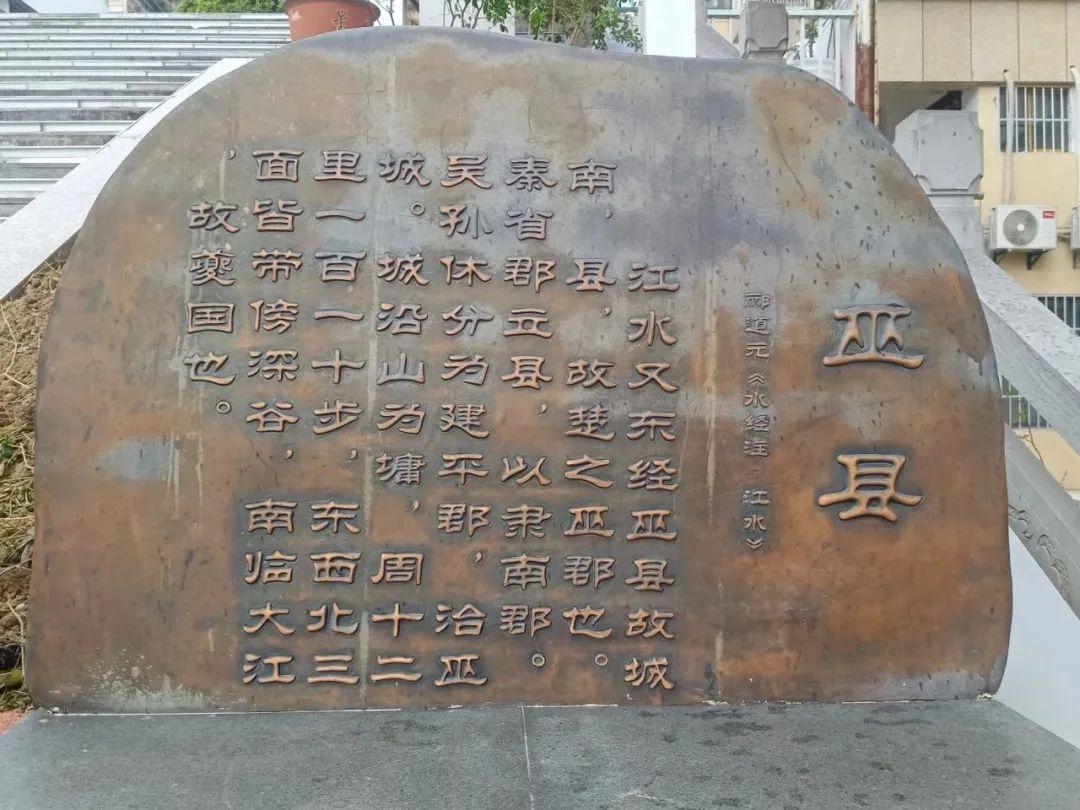 巫县
郦道元《水经注·江水》
江水又东经巫县故城
南，县，故楚之巫郡也。
秦省郡立县，以隶南郡。
吴孙休分为建平郡，治巫
城。城沿山为墉，周十二
里一百一十步，东西北三
面皆带傍深谷，南临大江
，故夔国也。